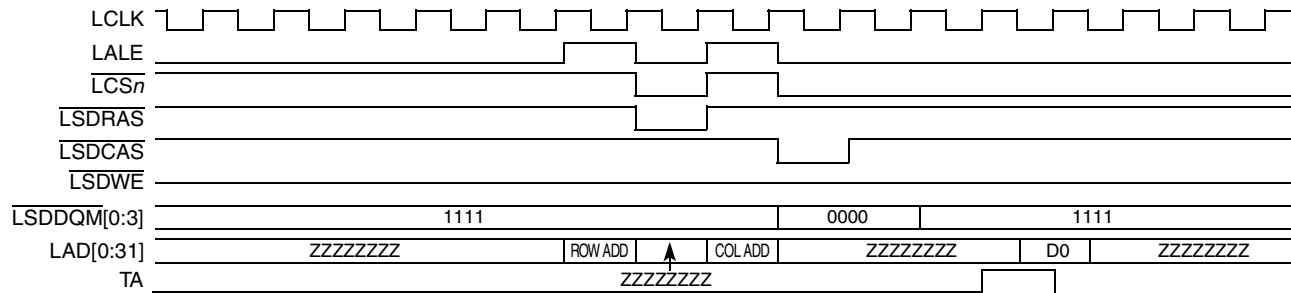 LCLK
LALE
LCSn
LSDRAS
LSDCAS
LSDWE
LSDDQM[0:3] 1111 0000 1111
LAD[0:31] ZZZZZZZZ ROW ADD COL ADD ZZZZZZZZ D0 ZZZZZZZZ
TA ZZZZZZZZ